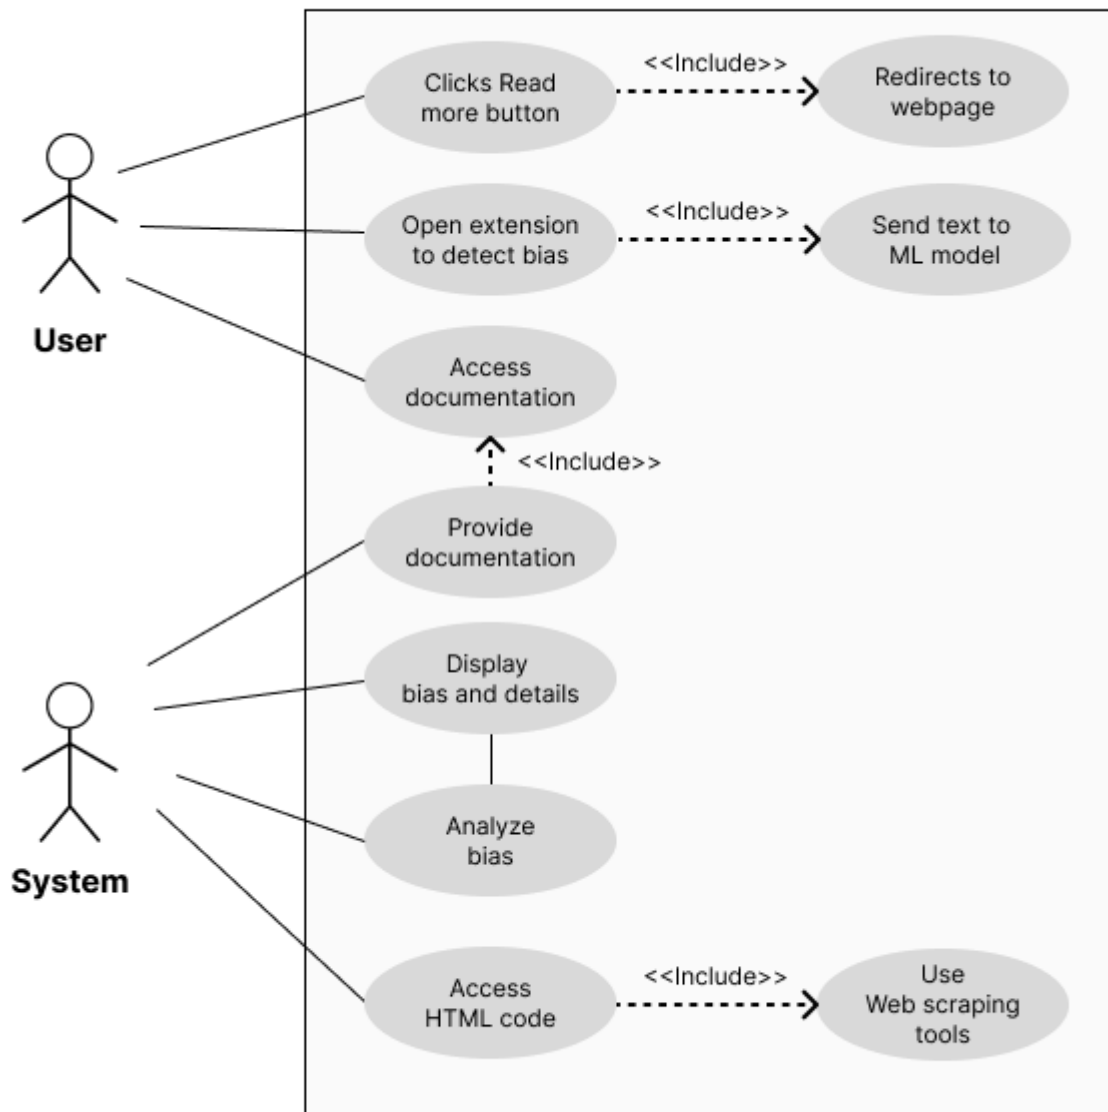 Clicks Read
more button
<<Include>>
Redirects to
webpage
Open extension
to detect bias
<<Include>>
Send text to
ML model
User
Access
documentation
<<Include>>
Provide
documentation
Display
bias and details
Analyze
bias
System
Access
HTML code
<<Include>>
Use
Web scraping
tools